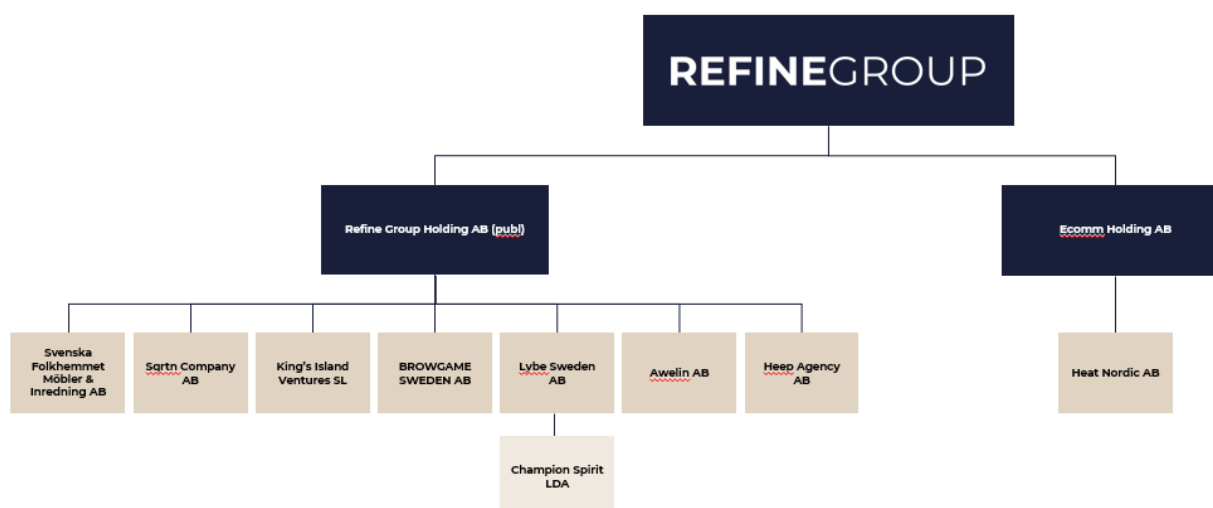 REFINEGROUP
Refine Group Holding AB (publ)
Ecomm Holding AB
Svenska
Folkhemmet
Möbler &
Inredning AB
Sqrtn Company
AB
King's Island
Ventures SL
BROWGAME
SWEDEN AB
Lybe Sweden
AB
Awelin AB
Heep Agency
AB
Heat Nordic AB
Champion Spirit
LDA